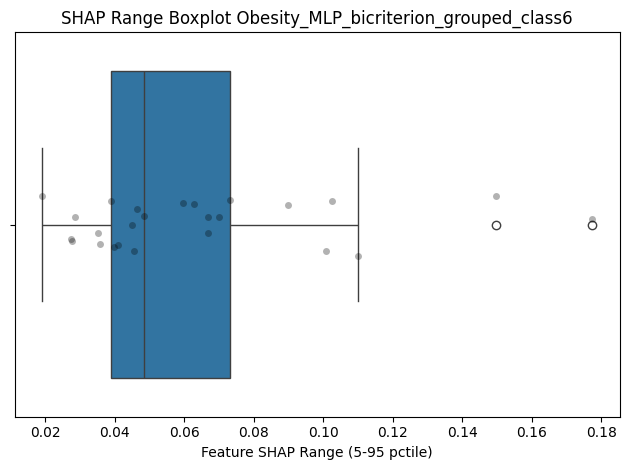 SHAP Range Boxplot Obesity_MLP_bicriterion_grouped_class6
0.02 0.04 0.06 0.08 0.10 0.12 0.14 0.16 0.18
Feature SHAP Range (5-95 pctile)